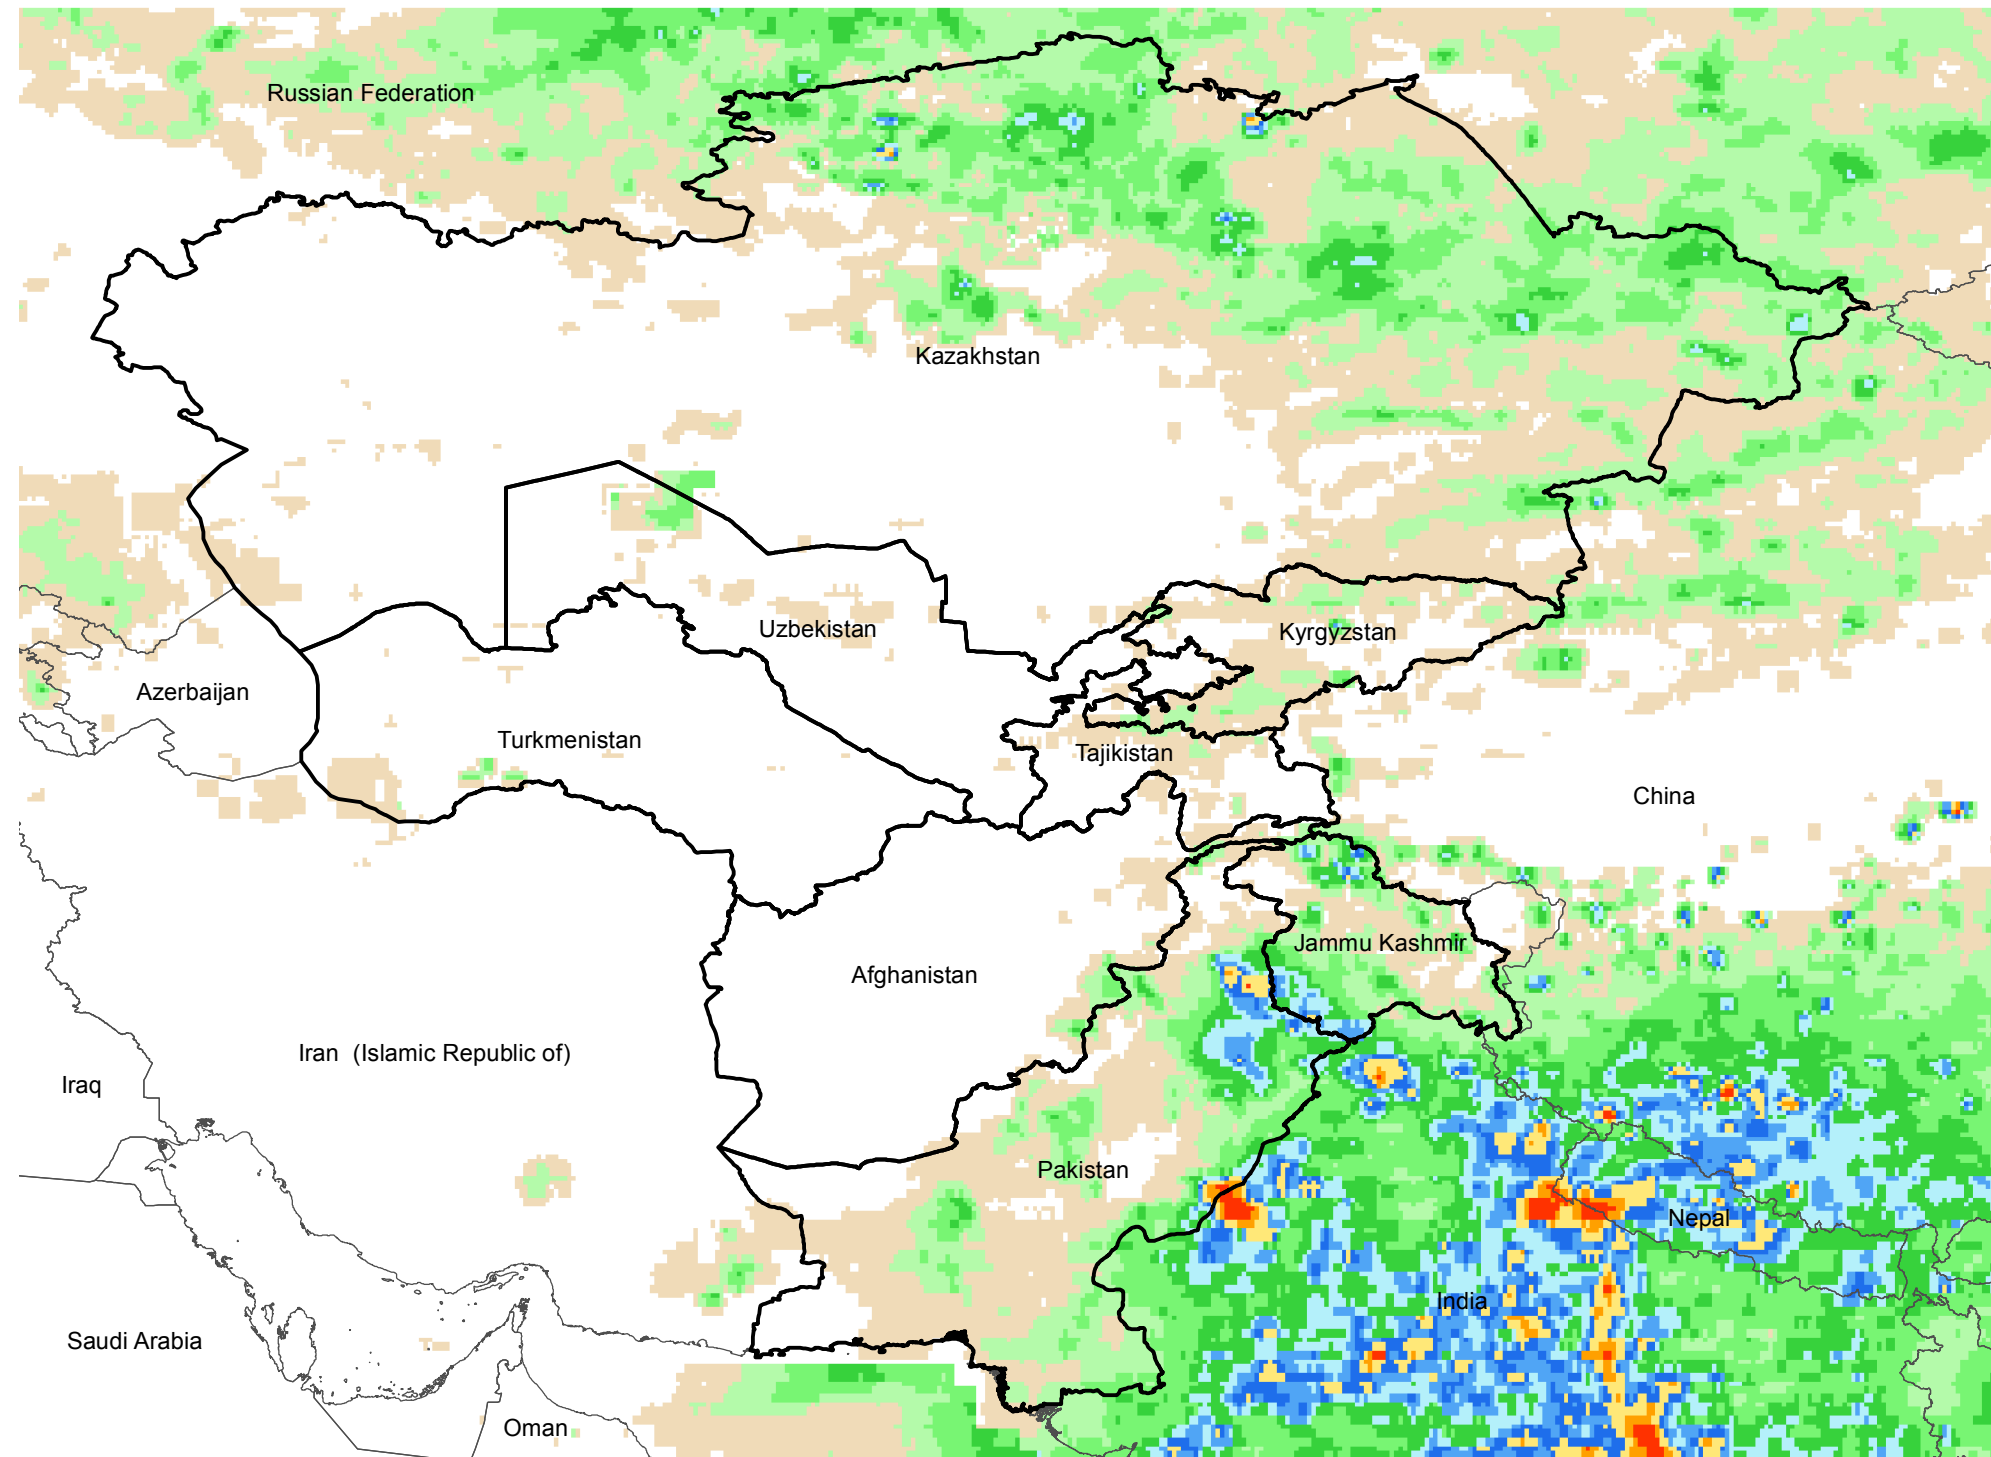 Russian Federation
Kazakhstan
Uzbekistan
Kyrgyzstan
Azerbaijan
Turkmenistan
Tajikistan
China
Jammu Kashmir
Afghanistan
Iran (Islamic Republic of)
Iraq
Pakistan
Nepal
India
Saudi Arabia
Oman